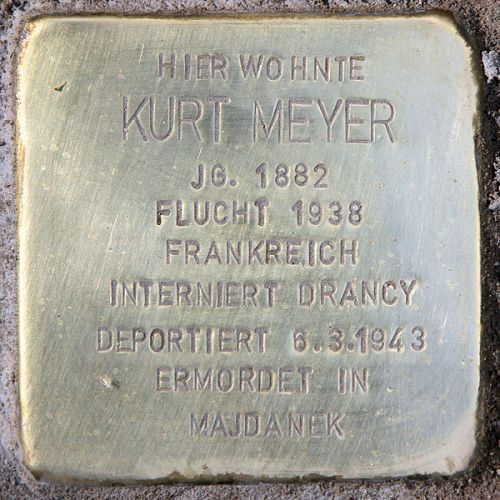 HIER WOHNTE
KURT MEYER
JG. 1882
FLUCHT 1938
FRANKREICH
INTERNIERT DRANCY
DEPORTIERT 6.3.1943
ERMORDET IN
MAJDANEK